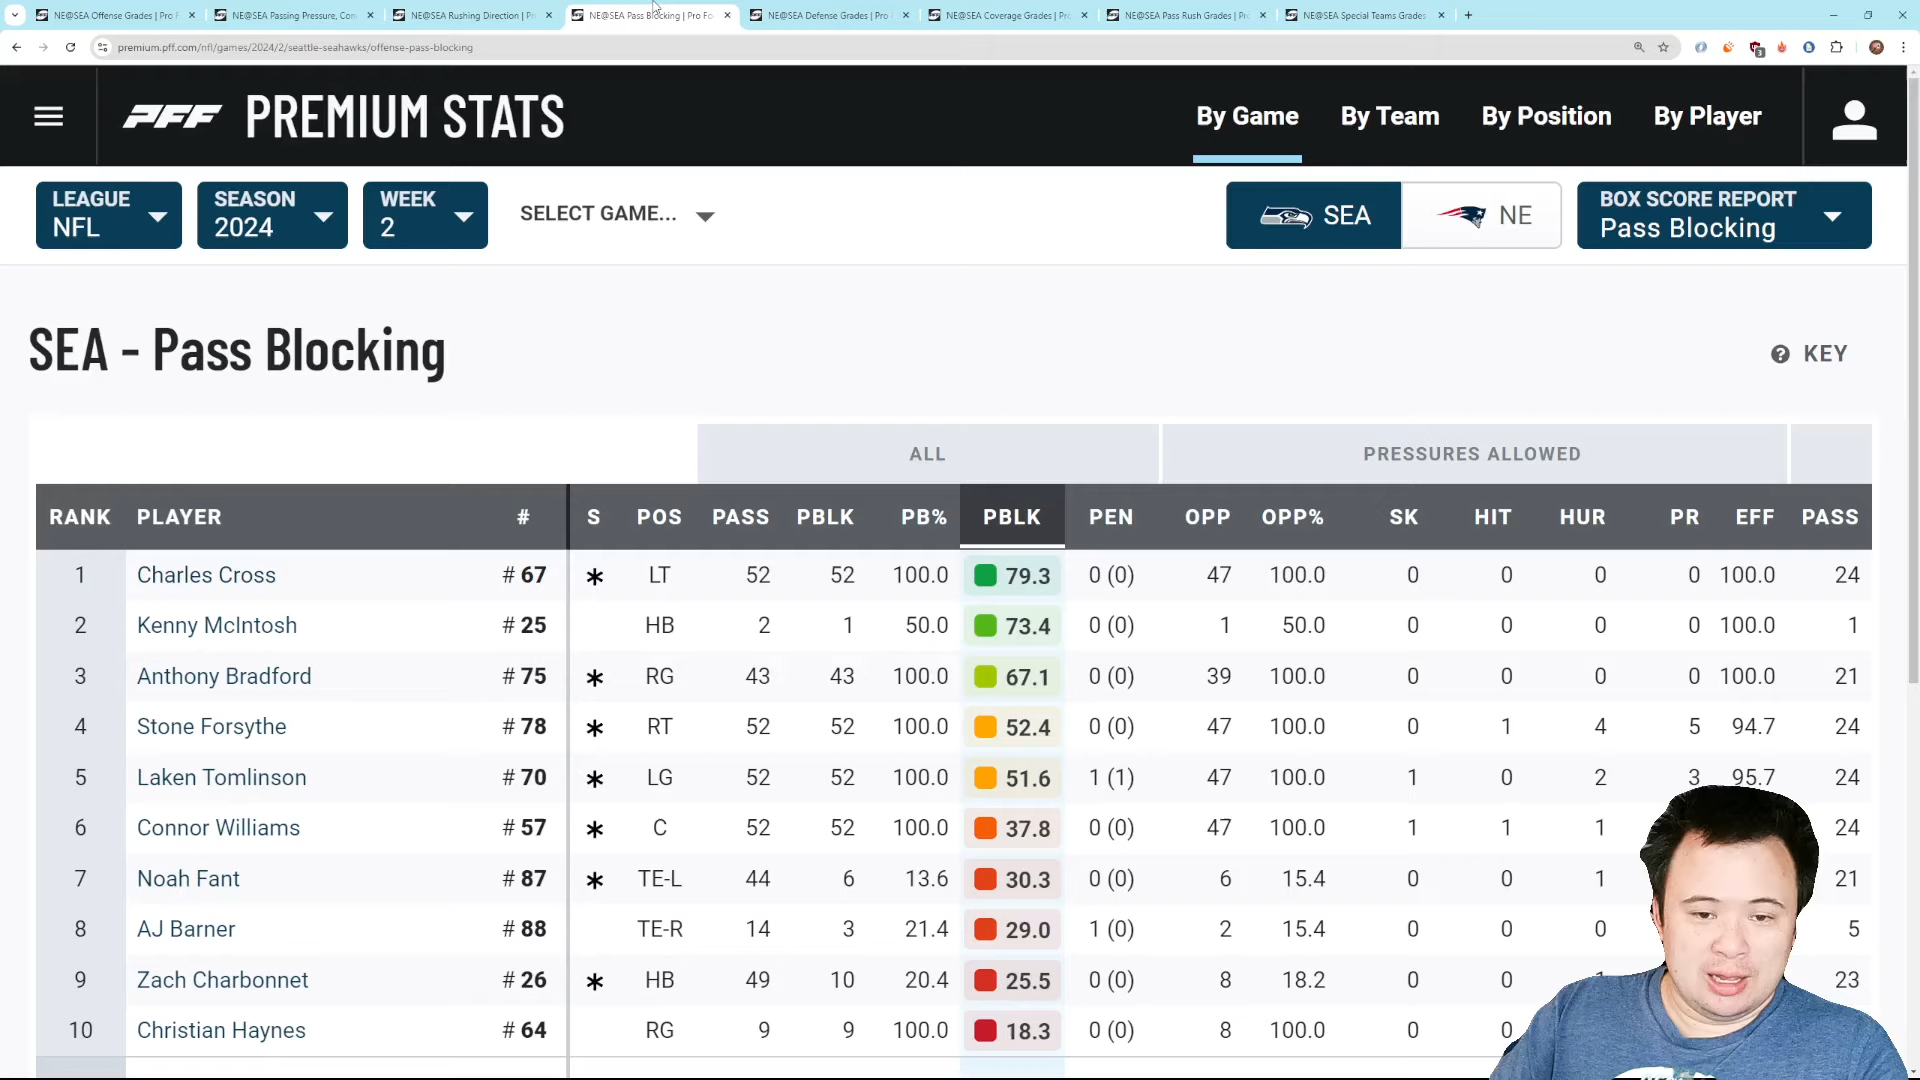 NE@SEA Offense Grades | Pro F
NE@SEA Passing Pressure, Con
NE@SEA Rushing Direction | Pr
NE@SEA Pass Blocking | Pro Fo
NE@SEA Defense Grades | Pro
NE@SEA Coverage Grades | Pro
NE@SEA Pass Rush Grades | Pro
NE@SEA Special Teams Grades
premium.pff.com/nfl/games/2024/2/seattle-seahawks/offense-pass-blocking
3
PFF PREMIUM STATS
By Game By Team By Position By Player
LEAGUE
NFL
SEASON
2024
WEEK
2
SELECT GAME...
SEA
NE
BOX SCORE REPORT
Pass Blocking
SEA - Pass Blocking
? KEY
ALL PRESSURES ALLOWED
RANK PLAYER # S POS PASS PBLK PB% PBLK PEN OPP OPP% SK HIT HUR PR EFF PASS
1 Charles Cross # 67 * LT 52 52 100.0 79.3 0 (0) 47 100.0 0 0 0 0 100.0 24
2 Kenny McIntosh # 25 HB 2 1 50.0 73.4 0 (0) 1 50.0 0 0 0 0 100.0 1
3 Anthony Bradford # 75 * RG 43 43 100.0 67.1 0 (0) 39 100.0 0 0 0 0 100.0 21
4 Stone Forsythe # 78 * RT 52 52 100.0 52.4 0 (0) 47 100.0 0 1 4 5 94.7 24
5 Laken Tomlinson # 70 * LG 52 52 100.0 51.6 1 (1) 47 100.0 1 0 2 3 95.7 24
6 Connor Williams # 57 * C 52 52 100.0 37.8 0 (0) 47 100.0 1 1 1 24
7 Noah Fant # 87 * TE-L 44 6 13.6 30.3 0 (0) 6 15.4 0 0 1 21
8 AJ Barner # 88 TE-R 14 3 21.4 29.0 1 (0) 2 15.4 0 0 0 5
9 Zach Charbonnet # 26 * HB 49 10 20.4 25.5 0 (0) 8 18.2 0 0 23
10 Christian Haynes # 64 RG 9 9 100.0 18.3 0 (0) 8 100.0 0 0